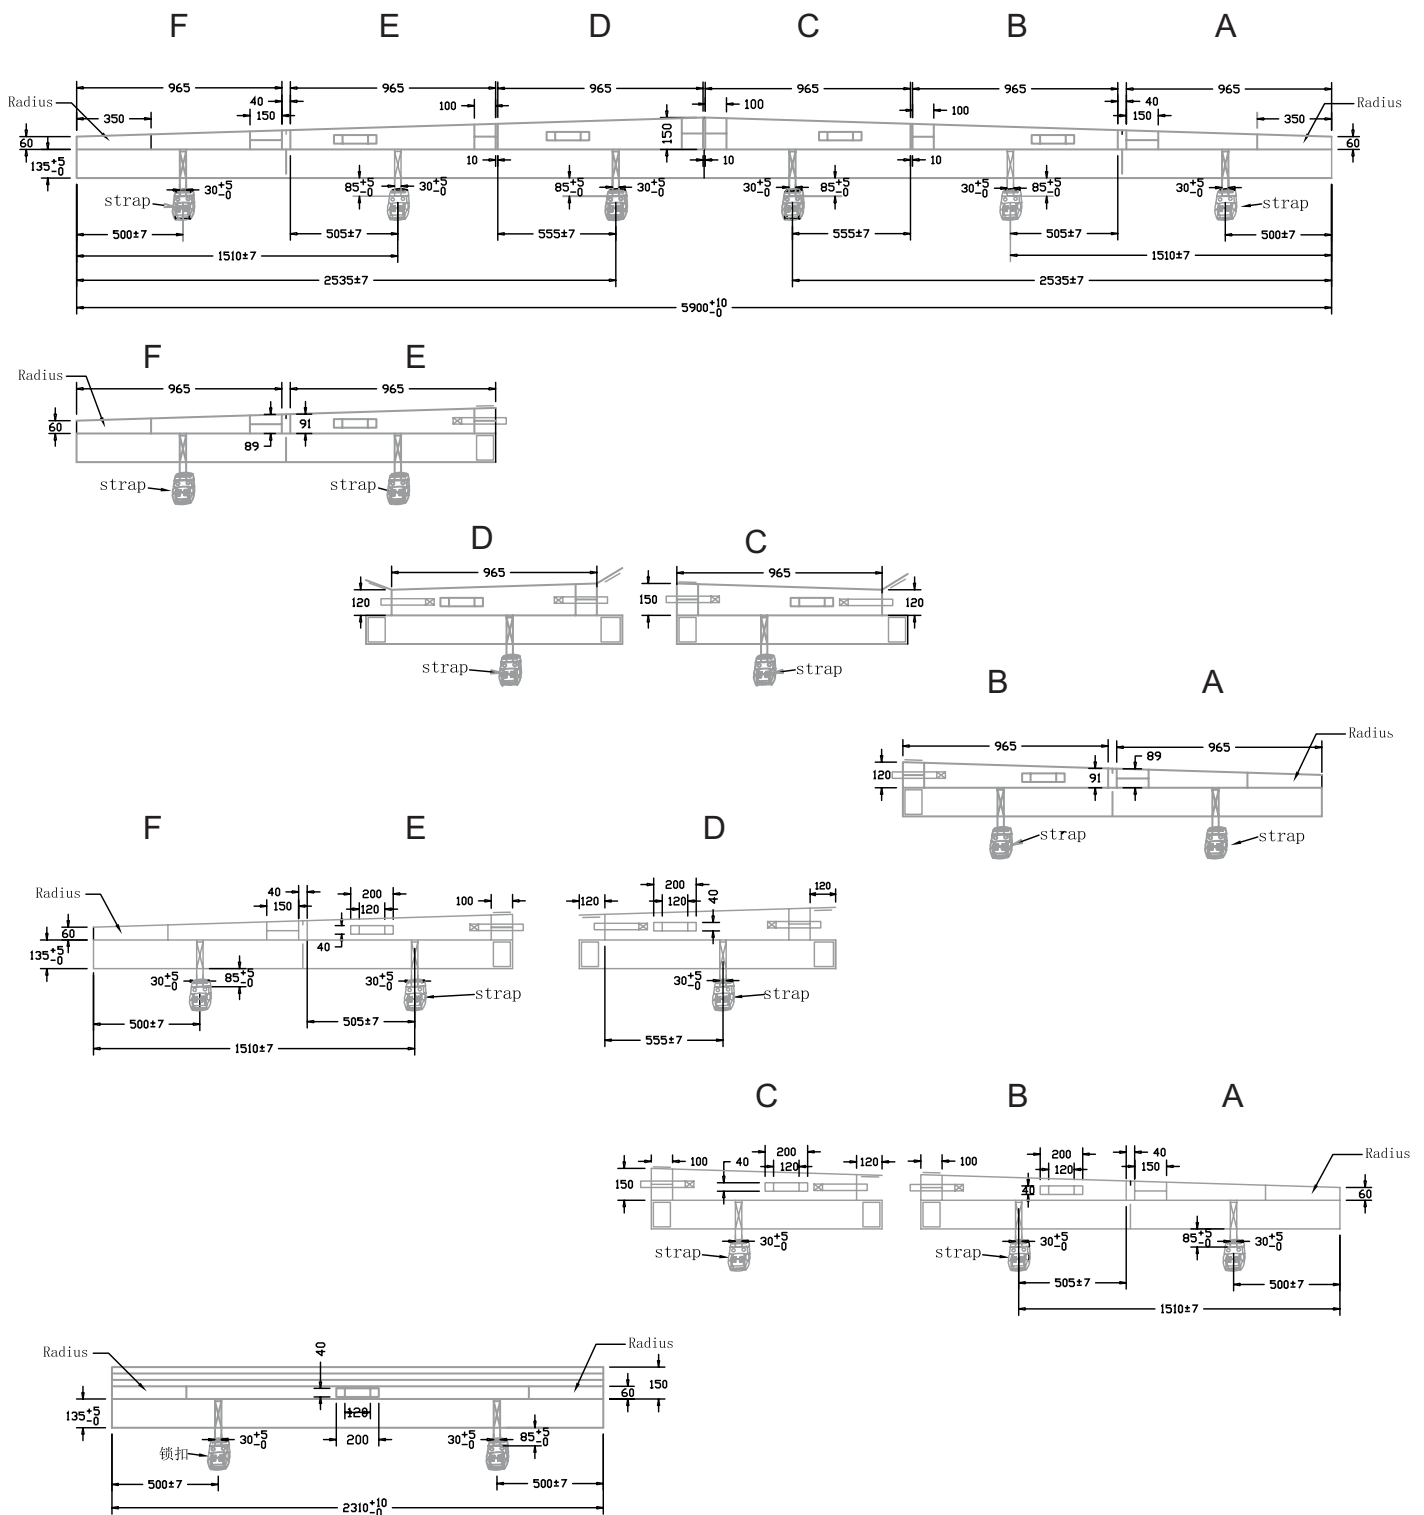 F E D C B A
965 965 965 965 965 965
Radius 350 40 150 100 100 100 40 150 350 Radius
60 150 60
135+5-0 10 10 10
30+5-0 85+5-0 30+5-0 85+5-0 30+5-0 30+5-0 85+5-0 30+5-0 85+5-0 30+5-0
strap strap
500±7 505±7 555±7 555±7 505±7 500±7
1510±7 1510±7
2535±7 2535±7
5900+10-0
F E
Radius 965 965
60 91
89
strap strap
D C
965 965
120 150 120
strap strap
B A
965 965 Radius
120 91 89
strap strap
F E D
Radius 40 150 200 120 100 120 200 120 40 120
60 40
135+5-0
30+5-0 85+5-0 30+5-0 strap 30+5-0 strap
500±7 505±7 555±7
1510±7
C B A
100 40 200 120 120 100 200 120 40 150 Radius
150 40 60
strap 30+5-0 strap 30+5-0 85+5-0 30+5-0
505±7 500±7
1510±7
Radius 40 Radius
150
60
135+5-0 120
30+5-0 200 30+5-0 85+5-0
锁扣
500±7 500±7
2310+10-0